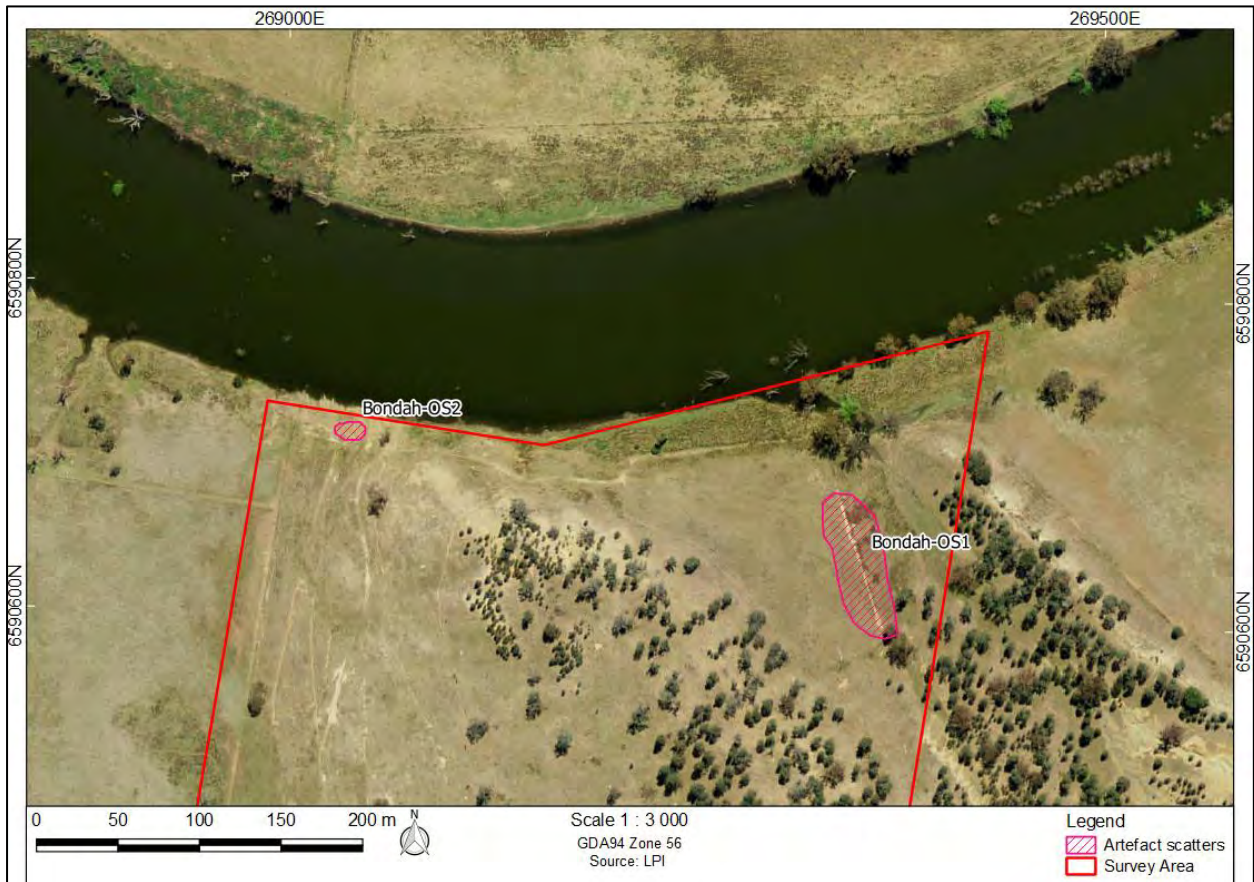 269000E
269500E
6590800N
6590800N
Bondah-OS2
Bondah-OS1
6590600N
6590600N
0 50 100 150 200 m
N
Scale 1 : 3 000
GDA94 Zone 56
Source: LPI
Legend
Artefact scatters
Survey Area